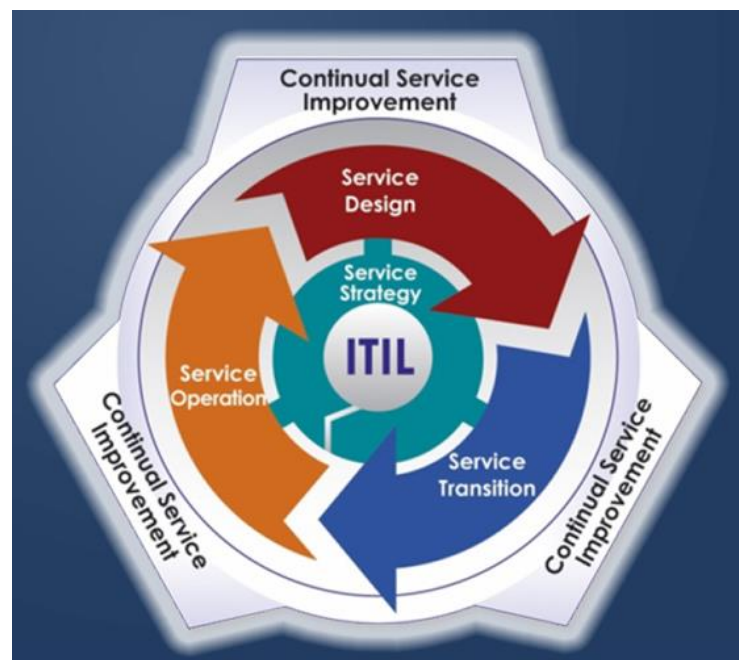 Continual Service
Improvement
Service
Design
Service
Strategy
ITIL
Service
Operation
Service
Transition
Continual Service
Improvement
Continual Service
Improvement